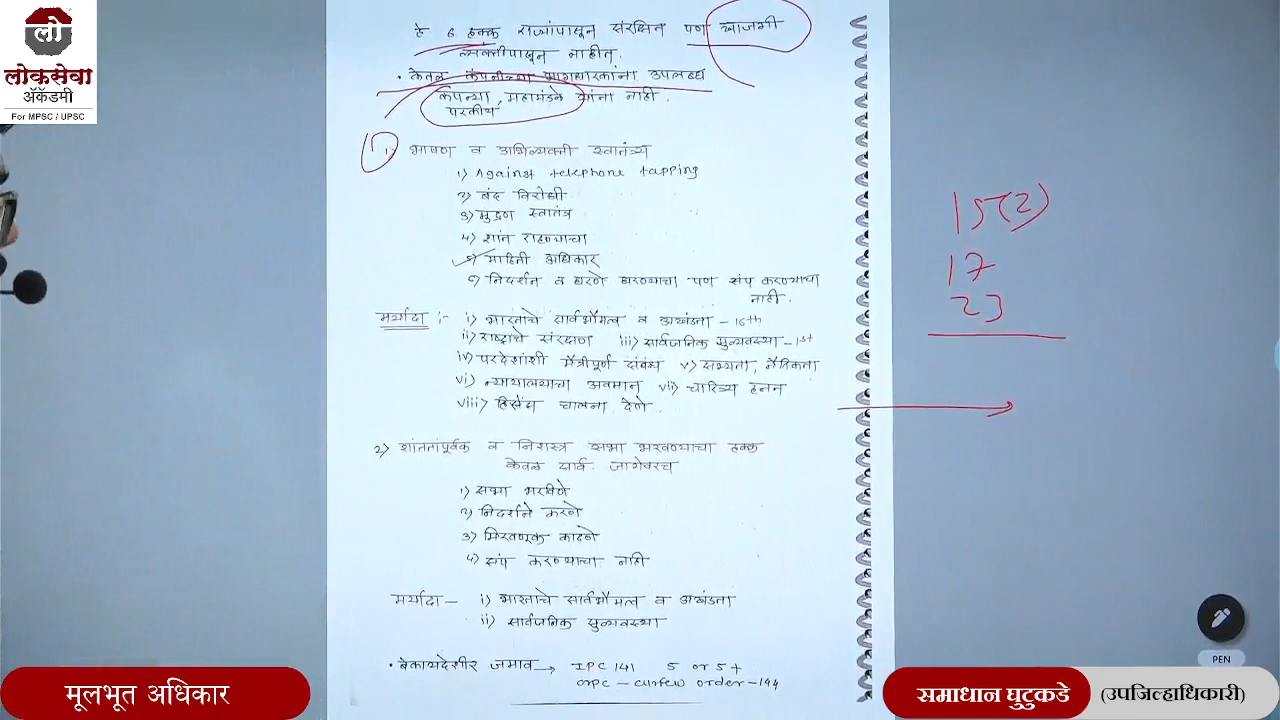 लो
लोकसेवा
ॲकॅडमी
For MPSC / UPSC
हे 6 हक्क राज्यांपासून संरक्षित पण खाजगी
व्यक्तीपासून नाहीत.
· केवळ कंपनीच्या भागधारकांना उपलब्ध
कंपन्या, महामंडळे यांना नाही.
परकीय
1) भाषण व अभिव्यक्ती स्वातंत्र्य
1) Against telephone tapping
2) बंद विरोधी
3) मुद्रण स्वातंत्र
4) शांत राहण्याचा
5) माहिती अधिकार
6) निदर्शन व धरणे धरण्याचा पण संप करण्याचा
नाही.
मर्यादा :- i) भारताचे सार्वभौमत्व व अखंडता - 16th
ii) राष्ट्राचे संरक्षण iii) सार्वजनिक सुव्यवस्था - 1st
iv) परदेशांशी मैत्रीपूर्ण संबंध v) सभ्यता, नैतिकता
vi) न्यायालयाचा अवमान vii) चारित्र्य हनन
viii) हिंसेस चालना देणे.
2) शांततापूर्वक व निशस्त्र सभा भरवण्याचा हक्क
केवळ सार्व. जागेवरच
1) सभा भरविणे
2) निदर्शने करणे
3) मिरवणूक काढणे
4) संप करण्याचा नाही
मर्यादा - i) भारताचे सार्वभौमत्व व अखंडता
ii) सार्वजनिक सुव्यवस्था
· बेकायदेशीर जमाव → IPC 141 5 or 5+
curfew order - 144
15(2)
17
23
PEN
मूलभूत अधिकार
समाधान घुटुकडे (उपजिल्हाधिकारी)